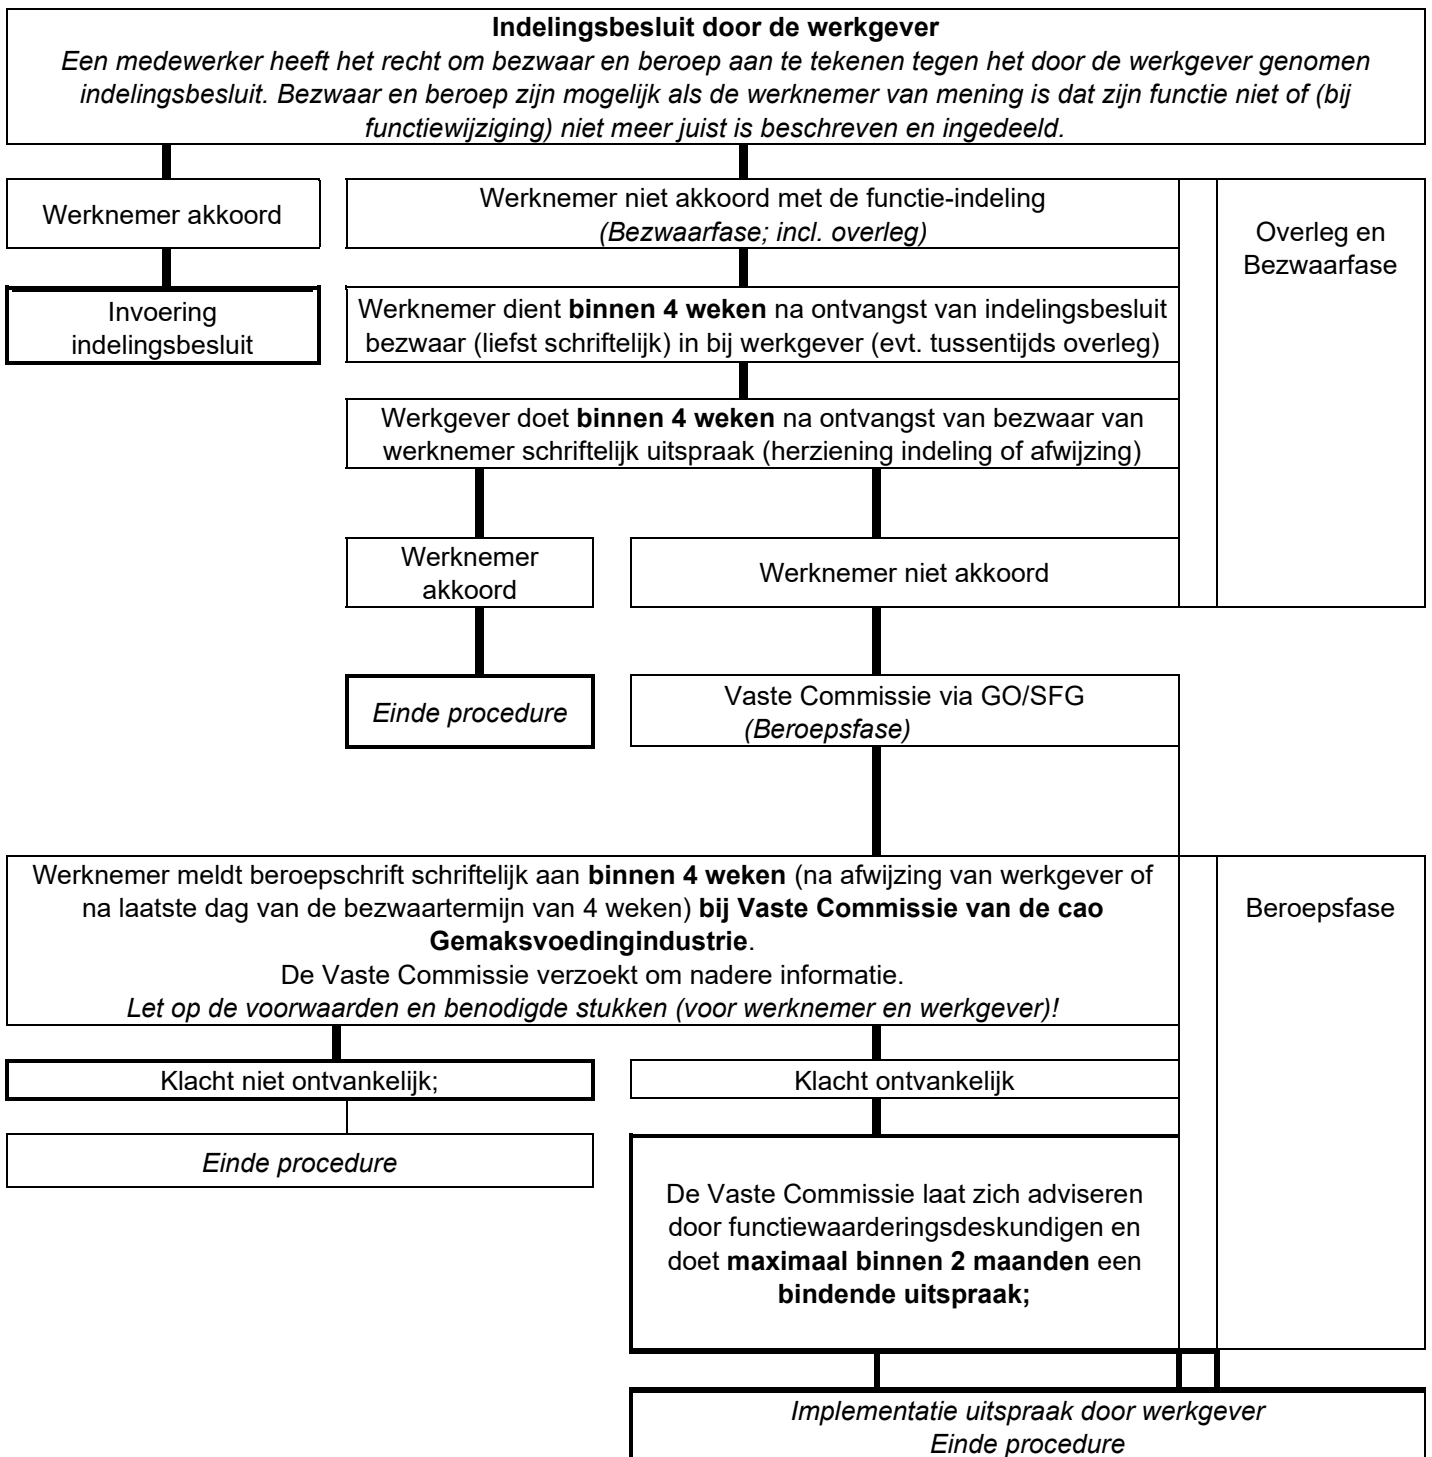 Indelingsbesluit door de werkgever
Een medewerker heeft het recht om bezwaar en beroep aan te tekenen tegen het door de werkgever genomen
indelingsbesluit. Bezwaar en beroep zijn mogelijk als de werknemer van mening is dat zijn functie niet of (bij
functiewijziging) niet meer juist is beschreven en ingedeeld.
Werknemer akkoord
Werknemer niet akkoord met de functie-indeling
(Bezwaarfase; incl. overleg)
Overleg en
Bezwaarfase
Invoering
indelingsbesluit
Werknemer dient binnen 4 weken na ontvangst van indelingsbesluit
bezwaar (liefst schriftelijk) in bij werkgever (evt. tussentijds overleg)
Werkgever doet binnen 4 weken na ontvangst van bezwaar van
werknemer schriftelijk uitspraak (herziening indeling of afwijzing)
Werknemer
akkoord
Werknemer niet akkoord
Einde procedure
Vaste Commissie via GO/SFG
(Beroepsfase)
Werknemer meldt beroepschrift schriftelijk aan binnen 4 weken (na afwijzing van werkgever of
na laatste dag van de bezwaartermijn van 4 weken) bij Vaste Commissie van de cao
Gemaksvoedingindustrie.
De Vaste Commissie verzoekt om nadere informatie.
Let op de voorwaarden en benodigde stukken (voor werknemer en werkgever)!
Beroepsfase
Klacht niet ontvankelijk;
Klacht ontvankelijk
Einde procedure
De Vaste Commissie laat zich adviseren
door functiewaarderingsdeskundigen en
doet maximaal binnen 2 maanden een
bindende uitspraak;
Implementatie uitspraak door werkgever
Einde procedure